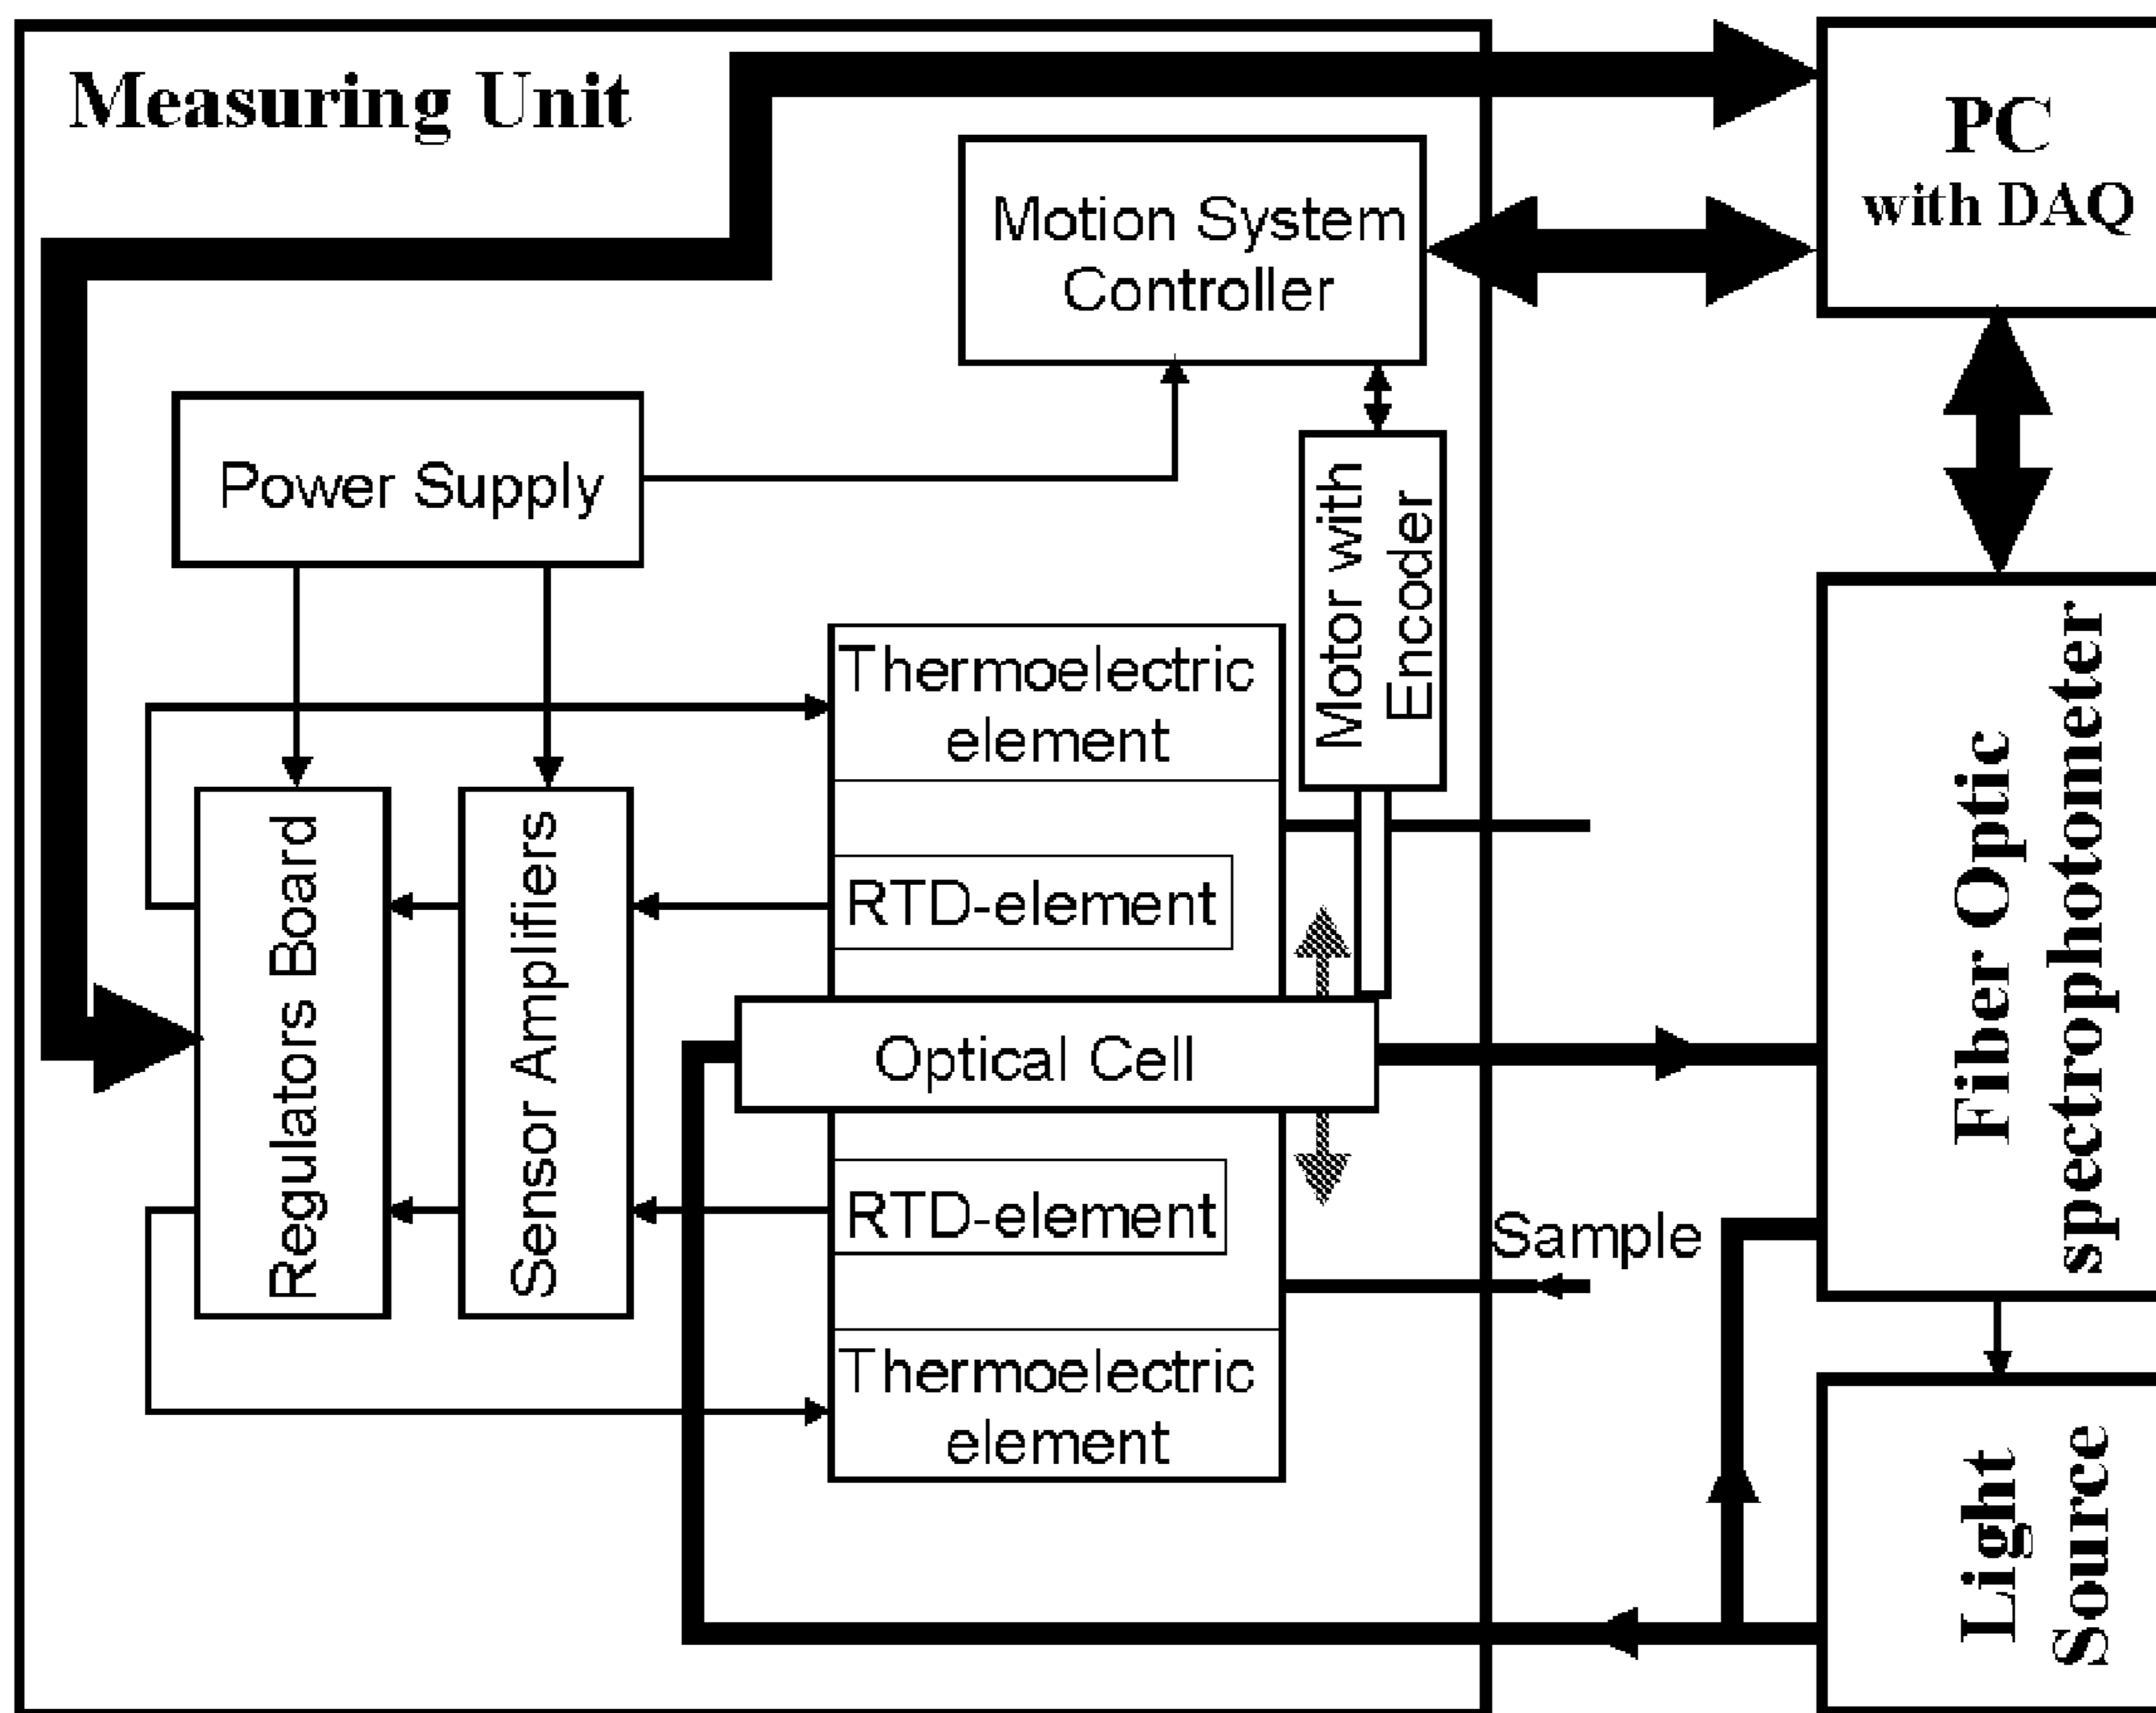 Measuring Unit
PC
with DAQ
Motion System
Controller
Power Supply
Motor with
Encoder
Thermoelectric
element
RTD-element
Regulators Board
Sensor Amplifiers
Optical Cell
Fiber Optic
spectrophotometer
RTD-element
Sample
Thermoelectric
element
Light
Source